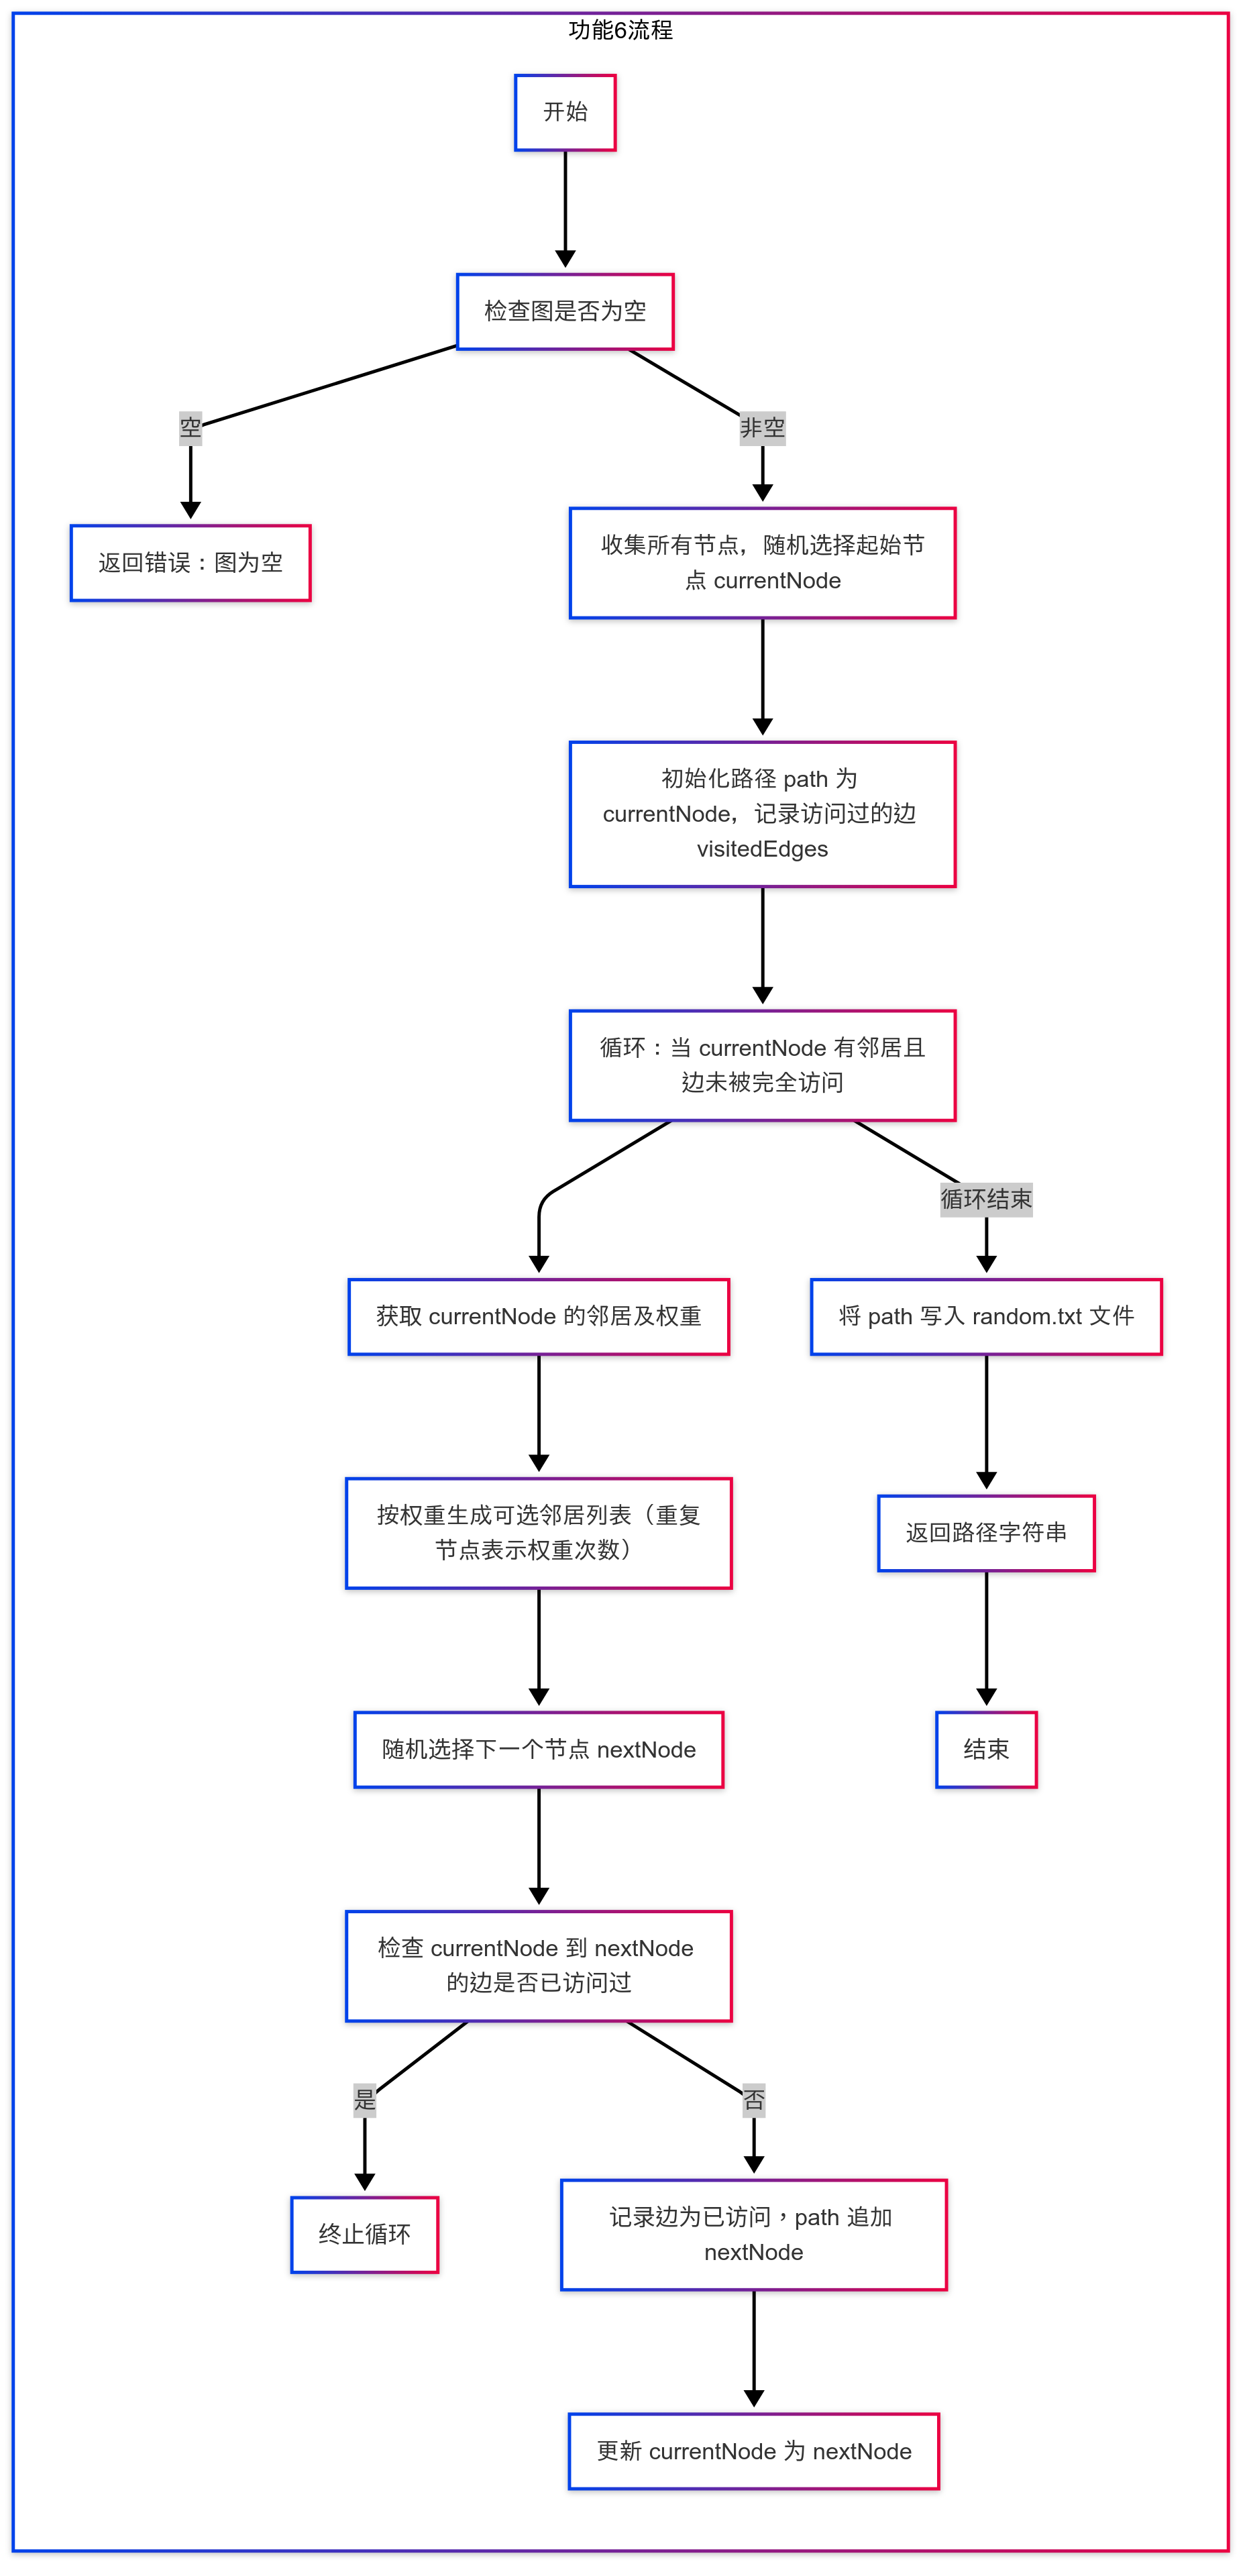 功能6流程
开始
检查图是否为空
空
非空
返回错误：图为空
收集所有节点，随机选择起始节
点 currentNode
初始化路径 path 为
currentNode，记录访问过的边
visitedEdges
循环：当 currentNode 有邻居且
边未被完全访问
循环结束
获取 currentNode 的邻居及权重
将 path 写入 random.txt 文件
按权重生成可选邻居列表（重复
节点表示权重次数）
返回路径字符串
随机选择下一个节点 nextNode
结束
检查 currentNode 到 nextNode
的边是否已访问过
是
否
终止循环
记录边为已访问，path 追加
nextNode
更新 currentNode 为 nextNode